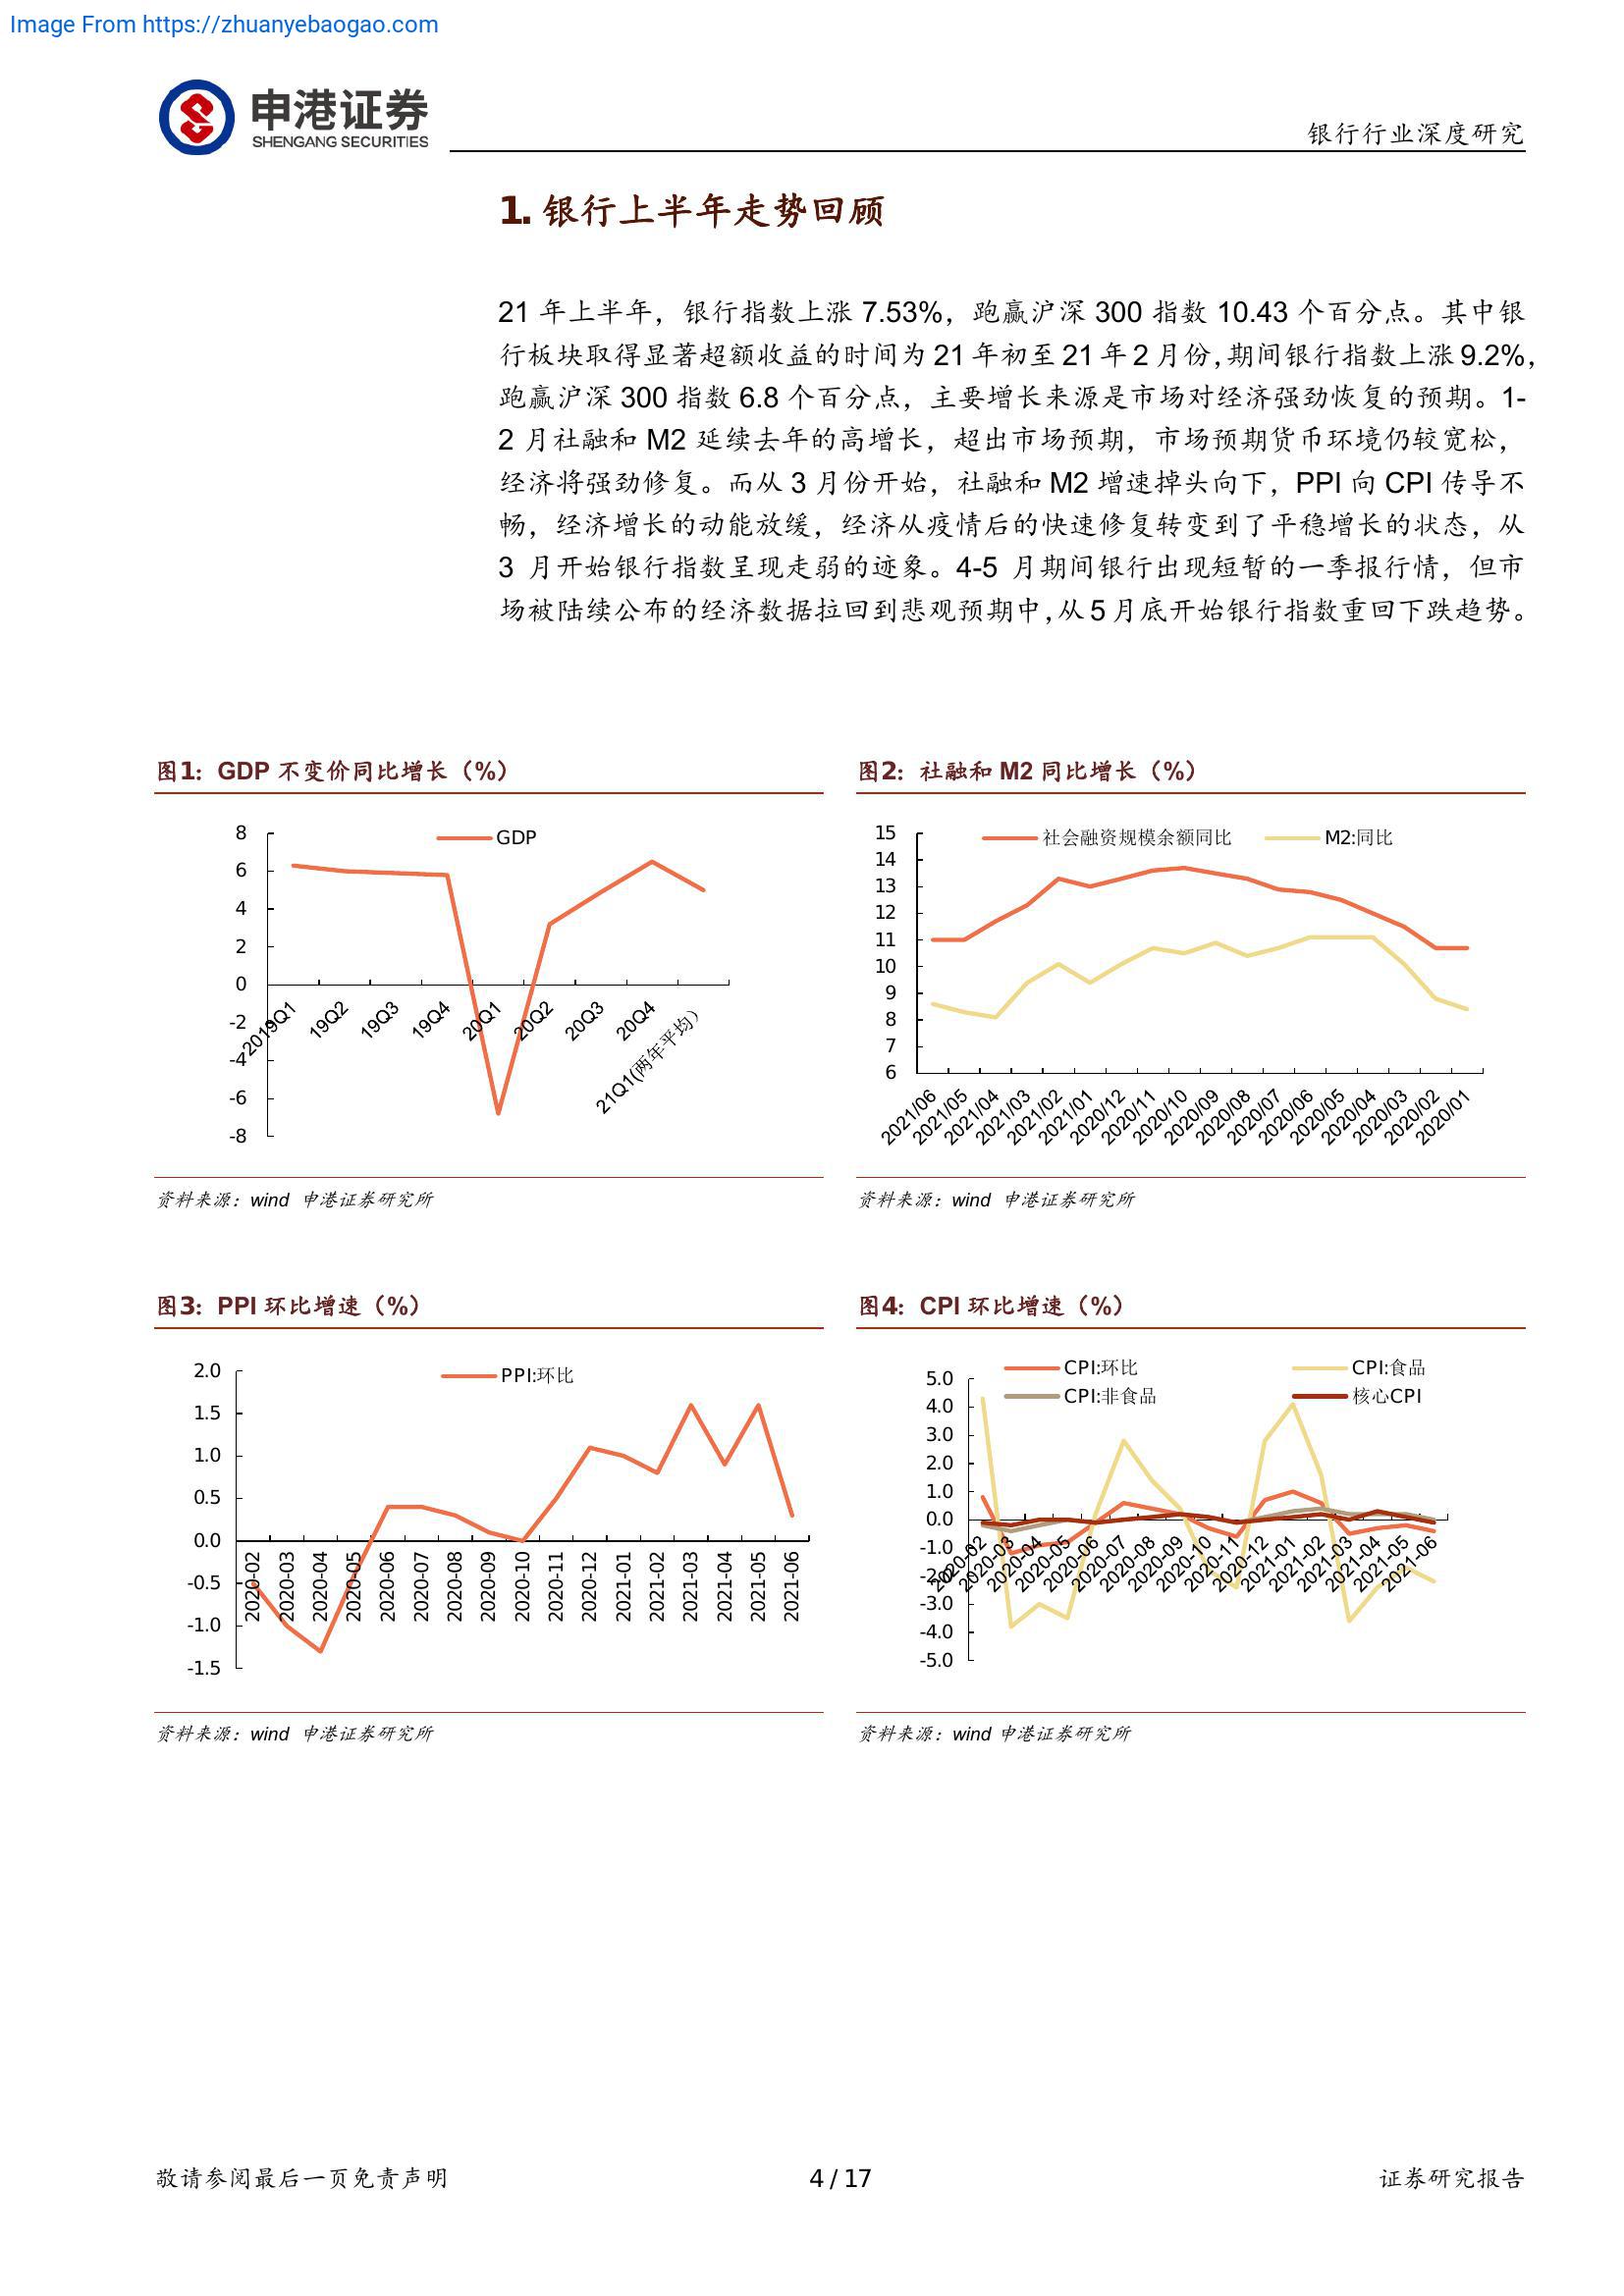 Image From https://zhuanyebaogao.com
申港证券
SHENGANG SECURITIES
银行行业深度研究
1. 银行上半年走势回顾
21 年上半年，银行指数上涨 7.53%，跑赢沪深 300 指数 10.43 个百分点。其中银
行板块取得显著超额收益的时间为 21 年初至 21 年 2 月份，期间银行指数上涨 9.2%，
跑赢沪深 300 指数 6.8 个百分点，主要增长来源是市场对经济强劲恢复的预期。1-
2 月社融和 M2 延续去年的高增长，超出市场预期，市场预期货币环境仍较宽松，
经济将强劲修复。而从 3 月份开始，社融和 M2 增速掉头向下，PPI 向 CPI 传导不
畅，经济增长的动能放缓，经济从疫情后的快速修复转变到了平稳增长的状态，从
3 月开始银行指数呈现走弱的迹象。4-5 月期间银行出现短暂的一季报行情，但市
场被陆续公布的经济数据拉回到悲观预期中，从 5 月底开始银行指数重回下跌趋势。
图1：GDP 不变价同比增长（%）
GDP
8
6
4
2
0
-2
-4
-6
-8
2019Q1 19Q2 19Q3 19Q4 20Q1 20Q2 20Q3 20Q4 21Q1(两年平均）
资料来源：wind 申港证券研究所
图2：社融和 M2 同比增长（%）
社会融资规模余额同比 M2:同比
15
14
13
12
11
10
9
8
7
6
2021/06 2021/05 2021/04 2021/03 2021/02 2021/01 2020/12 2020/11 2020/10 2020/09 2020/08 2020/07 2020/06 2020/05 2020/04 2020/03 2020/02 2020/01
资料来源：wind 申港证券研究所
图3：PPI 环比增速（%）
PPI:环比
2.0
1.5
1.0
0.5
0.0
-0.5
-1.0
-1.5
2020-02 2020-03 2020-04 2020-05 2020-06 2020-07 2020-08 2020-09 2020-10 2020-11 2020-12 2021-01 2021-02 2021-03 2021-04 2021-05 2021-06
资料来源：wind 申港证券研究所
图4：CPI 环比增速（%）
CPI:环比 CPI:食品
CPI:非食品 核心CPI
5.0
4.0
3.0
2.0
1.0
0.0
-1.0
-2.0
-3.0
-4.0
-5.0
2020-02 2020-03 2020-04 2020-05 2020-06 2020-07 2020-08 2020-09 2020-10 2020-11 2020-12 2021-01 2021-02 2021-03 2021-04 2021-05 2021-06
资料来源：wind 申港证券研究所
敬请参阅最后一页免责声明
4 / 17
证券研究报告